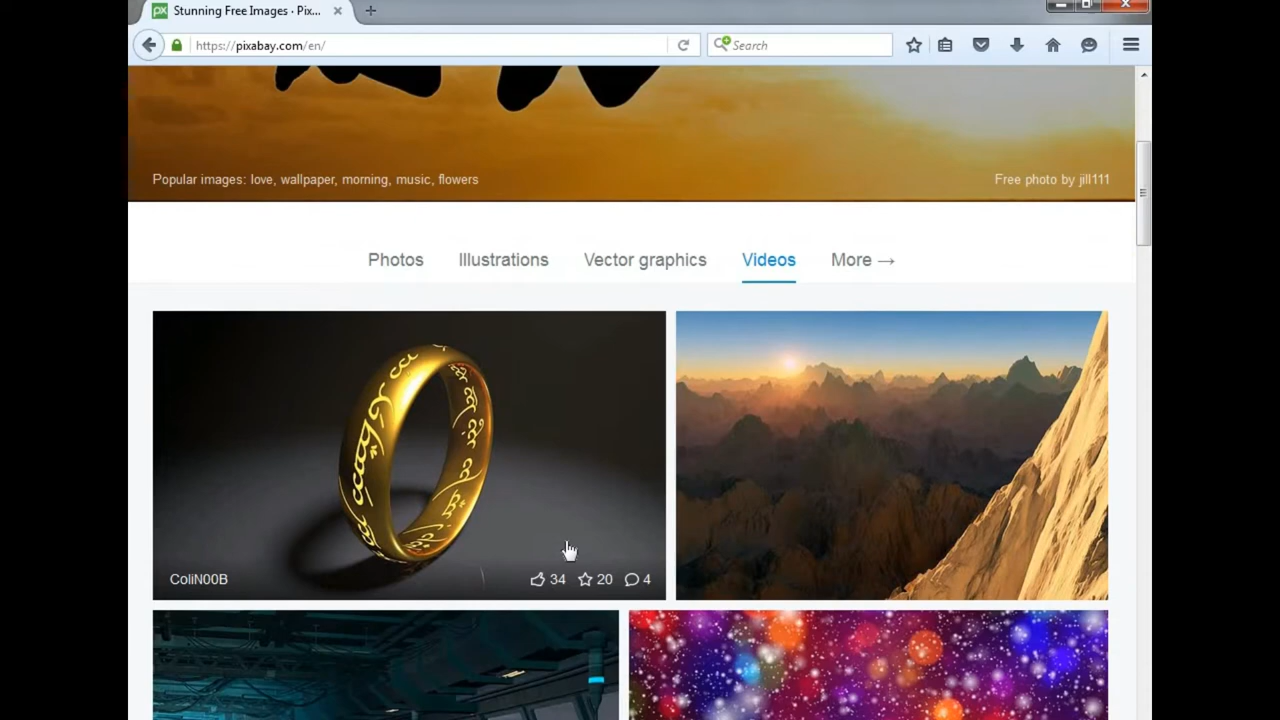 Stunning Free Images · Pix...
https://pixabay.com/en/
Search
Popular images: love, wallpaper, morning, music, flowers
Free photo by jill111
Photos
Illustrations
Vector graphics
Videos
More →
ColiN00B
34
20
4